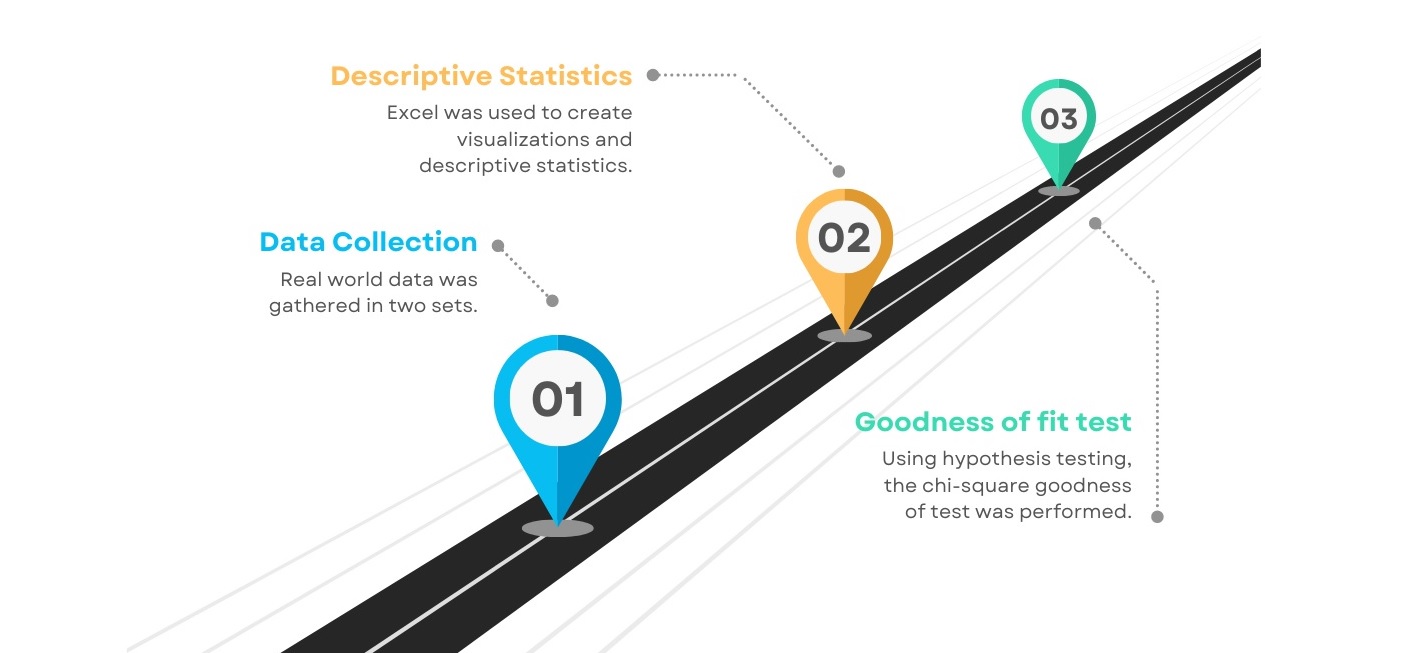 Descriptive Statistics
Excel was used to create
visualizations and
descriptive statistics.
03
02
Data Collection
Real world data was
gathered in two sets.
01
Goodness of fit test
Using hypothesis testing,
the chi-square goodness
of test was performed.